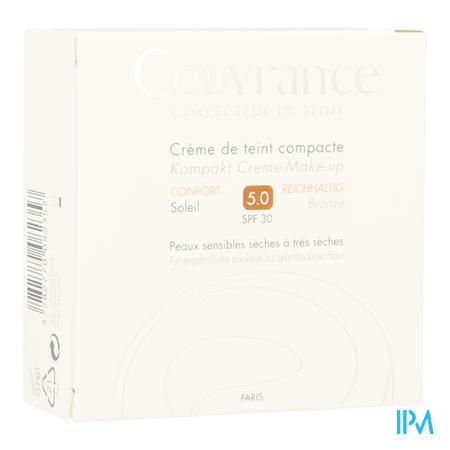 Couvrance
CORRECTEUR DE TEINT
Crème de teint compacte
Kompakt Creme-Make-up
CONFORT 5.0 REICHHALTIG
Soleil Bronze
SPF 30
Peaux sensibles sèches à très sèches
Für empfindliche trockene bis sehr trockene Haut
PARIS
12M
IPM